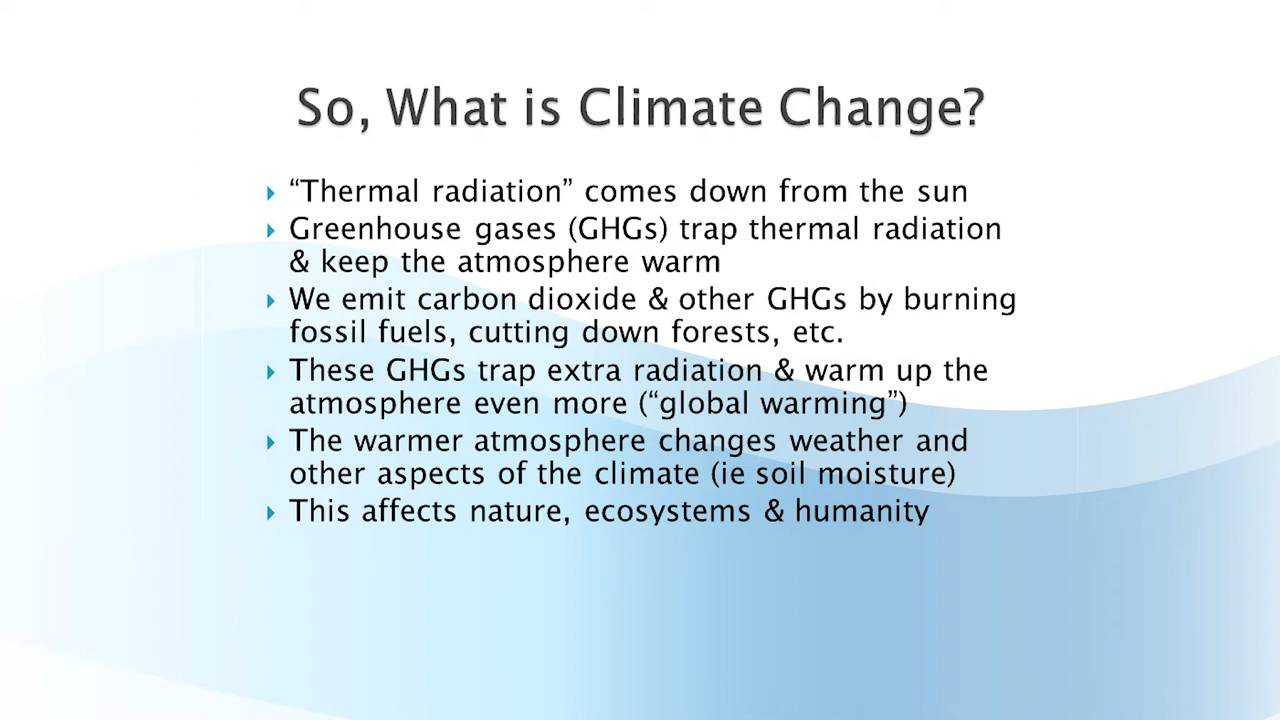 So, What is Climate Change?
“Thermal radiation” comes down from the sun
Greenhouse gases (GHGs) trap thermal radiation
& keep the atmosphere warm
We emit carbon dioxide & other GHGs by burning
fossil fuels, cutting down forests, etc.
These GHGs trap extra radiation & warm up the
atmosphere even more (“global warming”)
The warmer atmosphere changes weather and
other aspects of the climate (ie soil moisture)
This affects nature, ecosystems & humanity